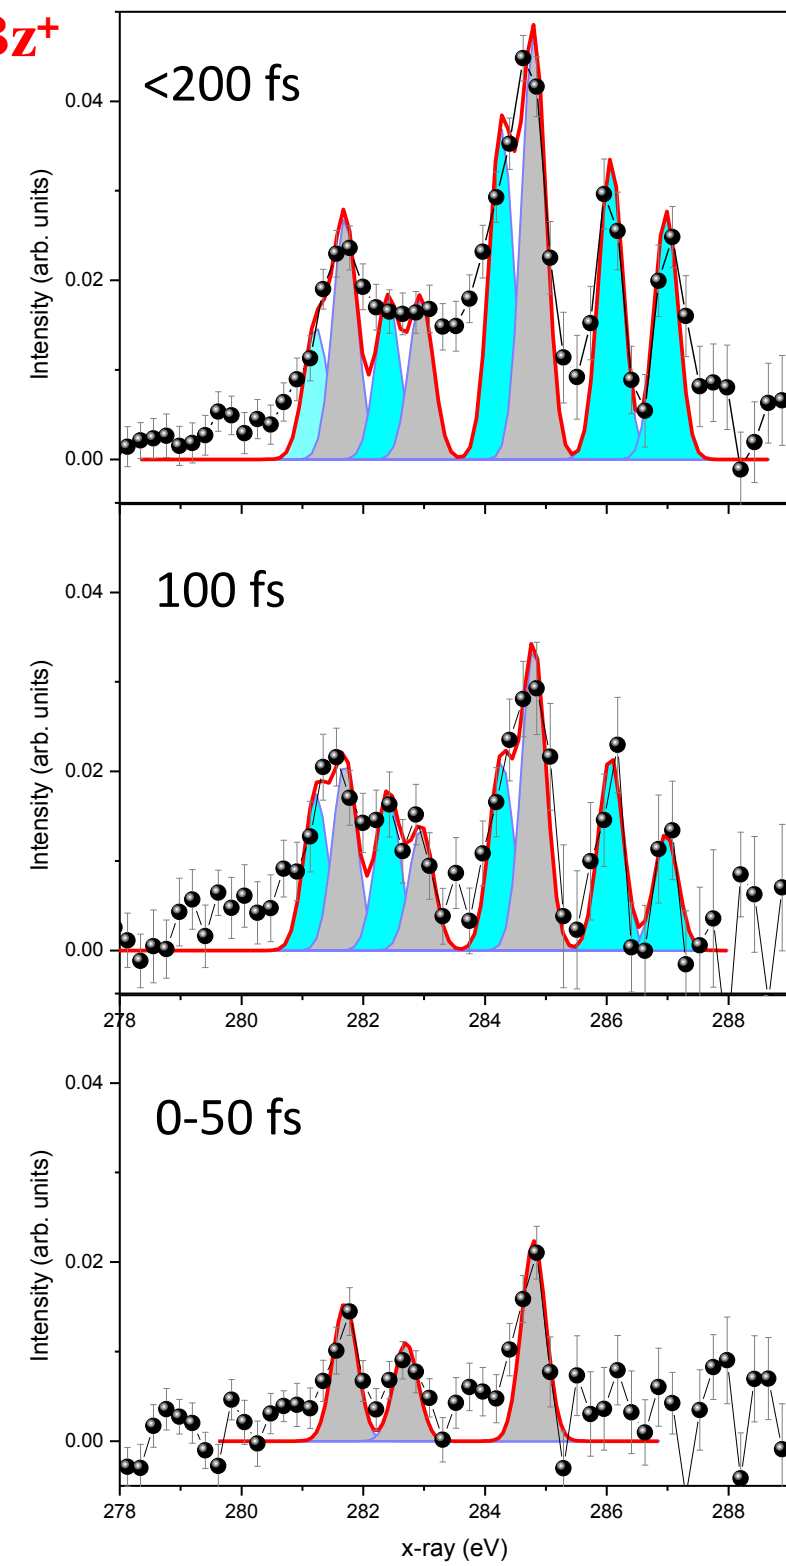 Bz⁺
<200 fs
0.04
0.02
0.00
Intensity (arb. units)
100 fs
0.04
0.02
0.00
Intensity (arb. units)
278 280 282 284 286 288
0-50 fs
0.04
0.02
0.00
Intensity (arb. units)
278 280 282 284 286 288
x-ray (eV)